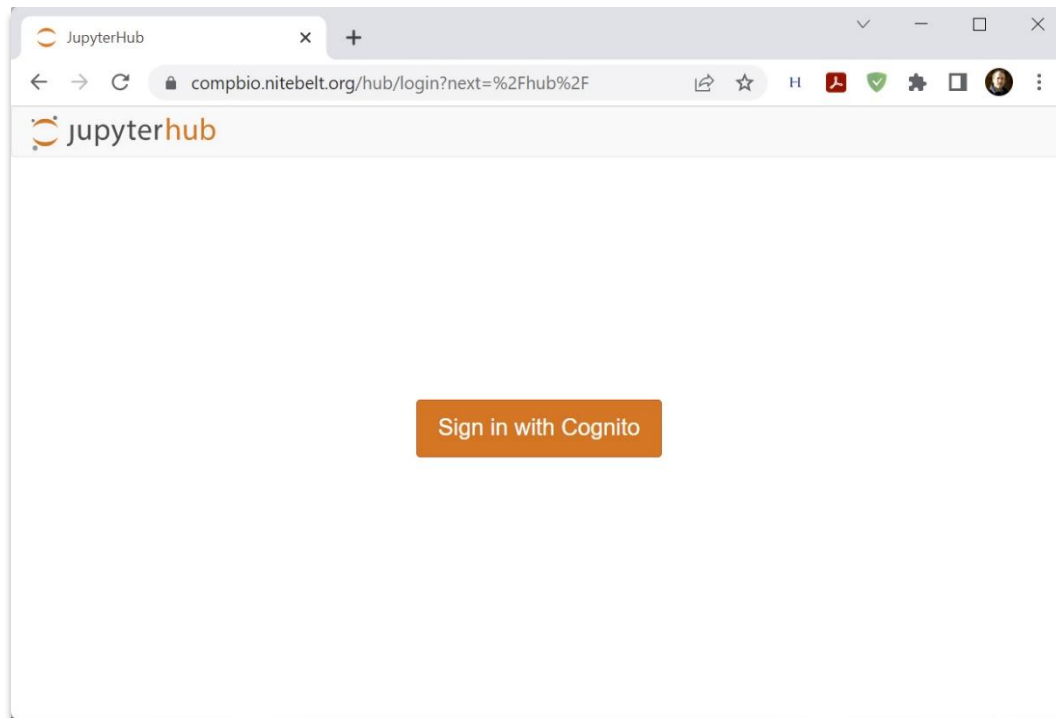 JupyterHub
compbio.nitebelt.org/hub/login?next=%2Fhub%2F
H
jupyterhub
Sign in with Cognito